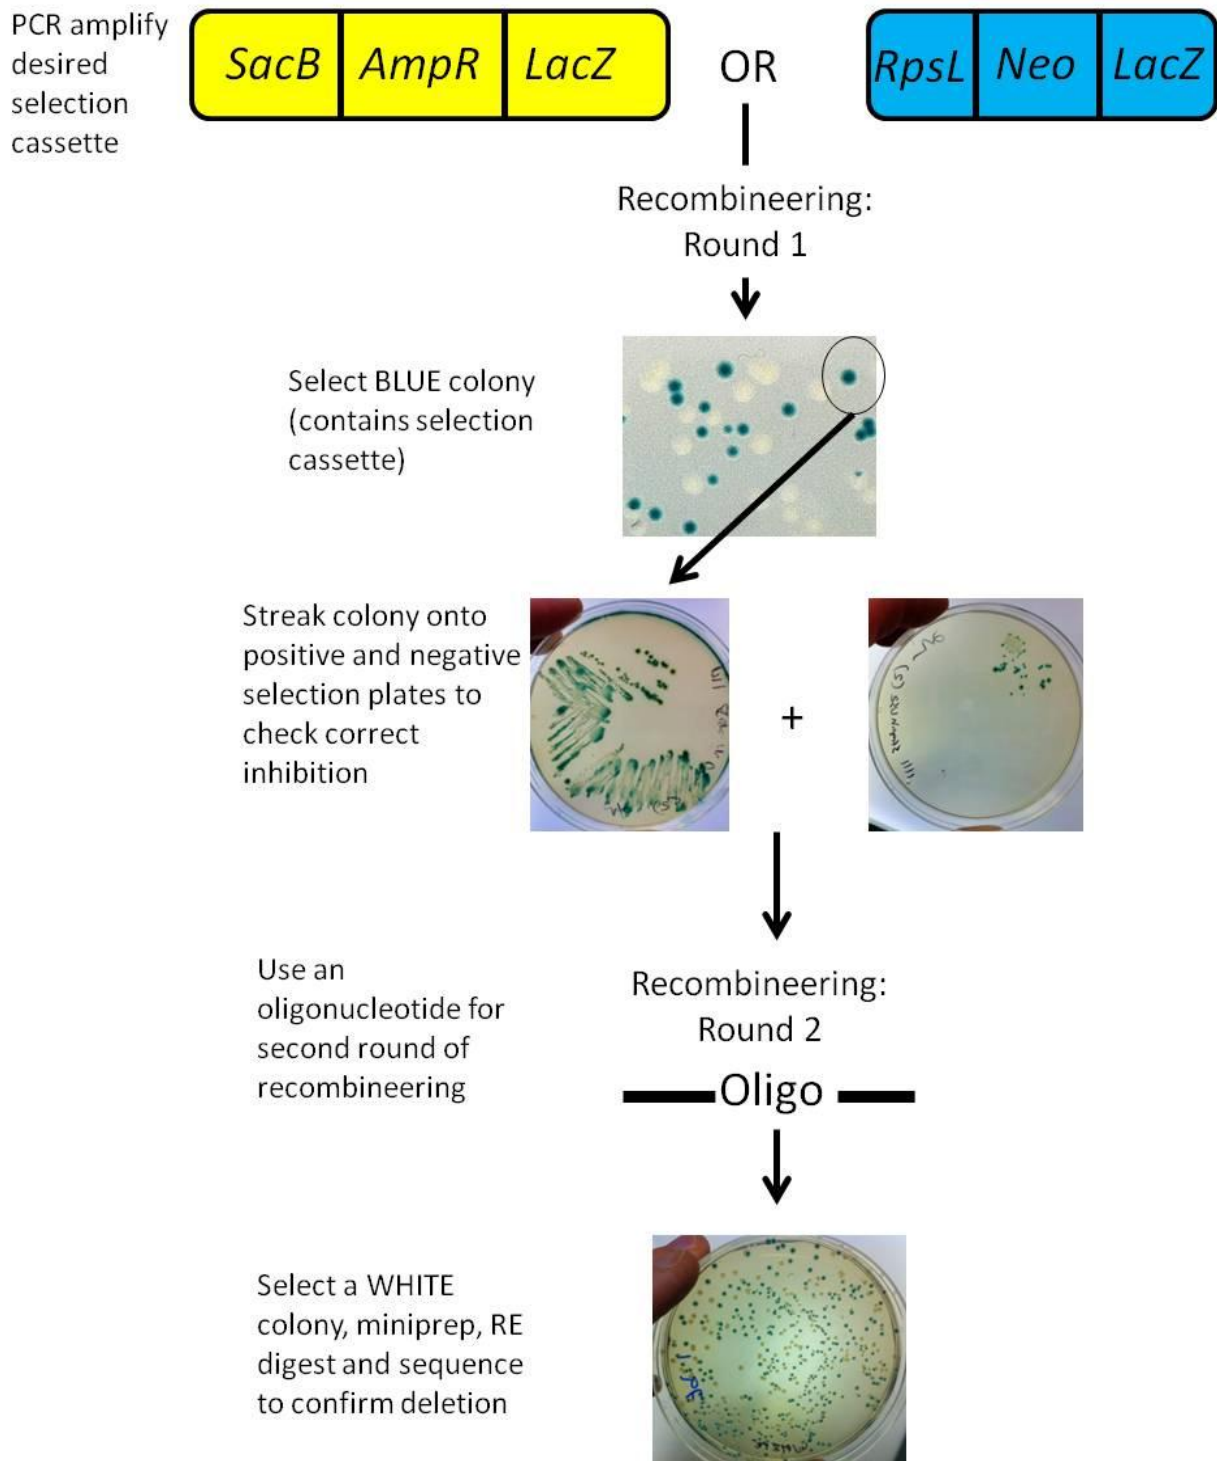 PCR amplify
desired
selection
cassette
SacB AmpR LacZ
OR
RpsL Neo LacZ
Recombineering:
Round 1
Select BLUE colony
(contains selection
cassette)
Streak colony onto
positive and negative
selection plates to
check correct
inhibition
+
Use an
oligonucleotide for
second round of
recombineering
Recombineering:
Round 2
Oligo
Select a WHITE
colony, miniprep, RE
digest and sequence
to confirm deletion